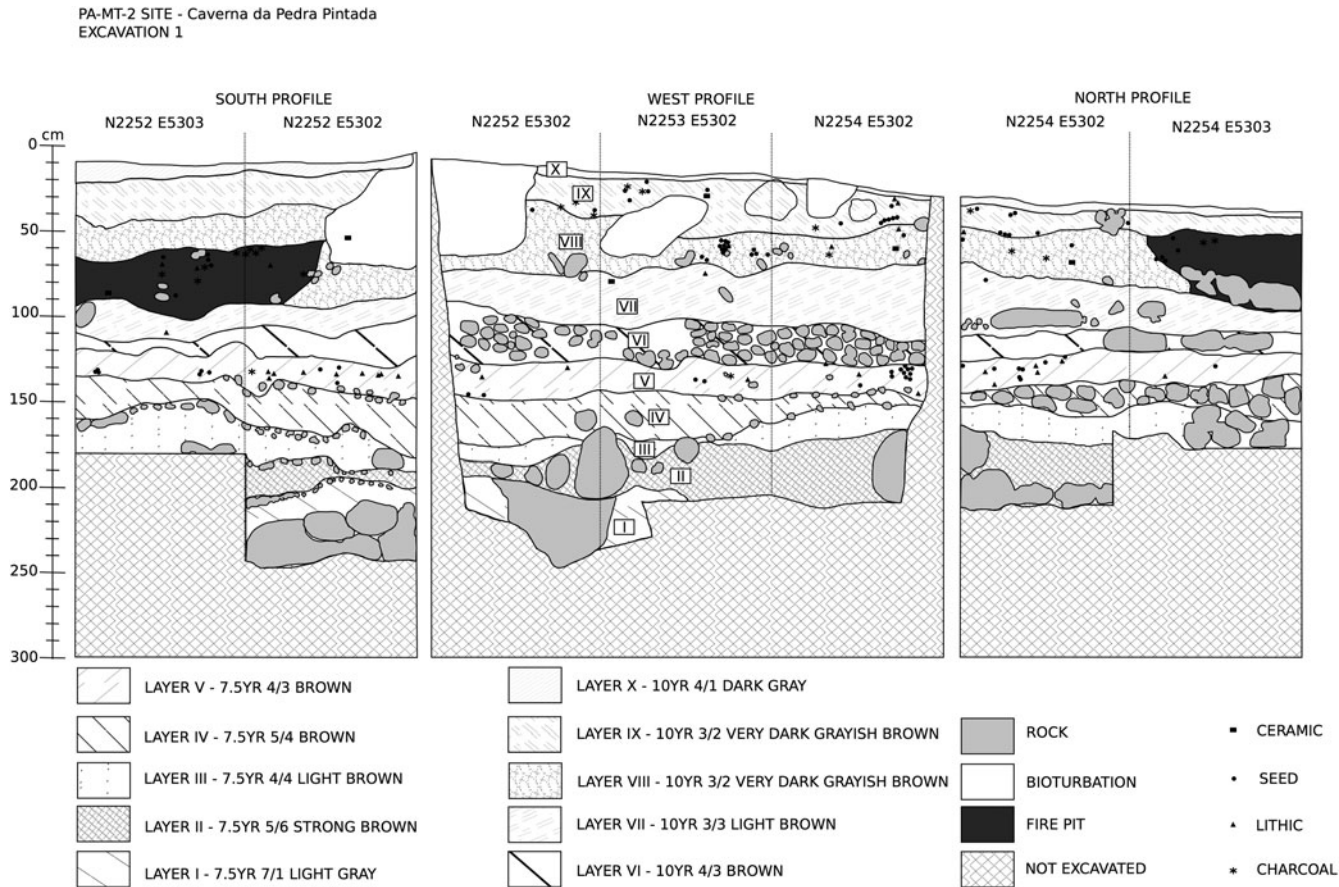 PA-MT-2 SITE - Caverna da Pedra Pintada
EXCAVATION 1
SOUTH PROFILE
N2252 E5303
N2252 E5302
WEST PROFILE
N2252 E5302
N2253 E5302
N2254 E5302
NORTH PROFILE
N2254 E5302
N2254 E5303
cm
0
50
100
150
200
250
300
X
IX
VIII
VII
VI
V
IV
III
II
I
LAYER V - 7.5YR 4/3 BROWN
LAYER IV - 7.5YR 5/4 BROWN
LAYER III - 7.5YR 4/4 LIGHT BROWN
LAYER II - 7.5YR 5/6 STRONG BROWN
LAYER I - 7.5YR 7/1 LIGHT GRAY
LAYER X - 10YR 4/1 DARK GRAY
LAYER IX - 10YR 3/2 VERY DARK GRAYISH BROWN
LAYER VIII - 10YR 3/2 VERY DARK GRAYISH BROWN
LAYER VII - 10YR 3/3 LIGHT BROWN
LAYER VI - 10YR 4/3 BROWN
ROCK
BIOTURBATION
FIRE PIT
NOT EXCAVATED
CERAMIC
SEED
LITHIC
CHARCOAL